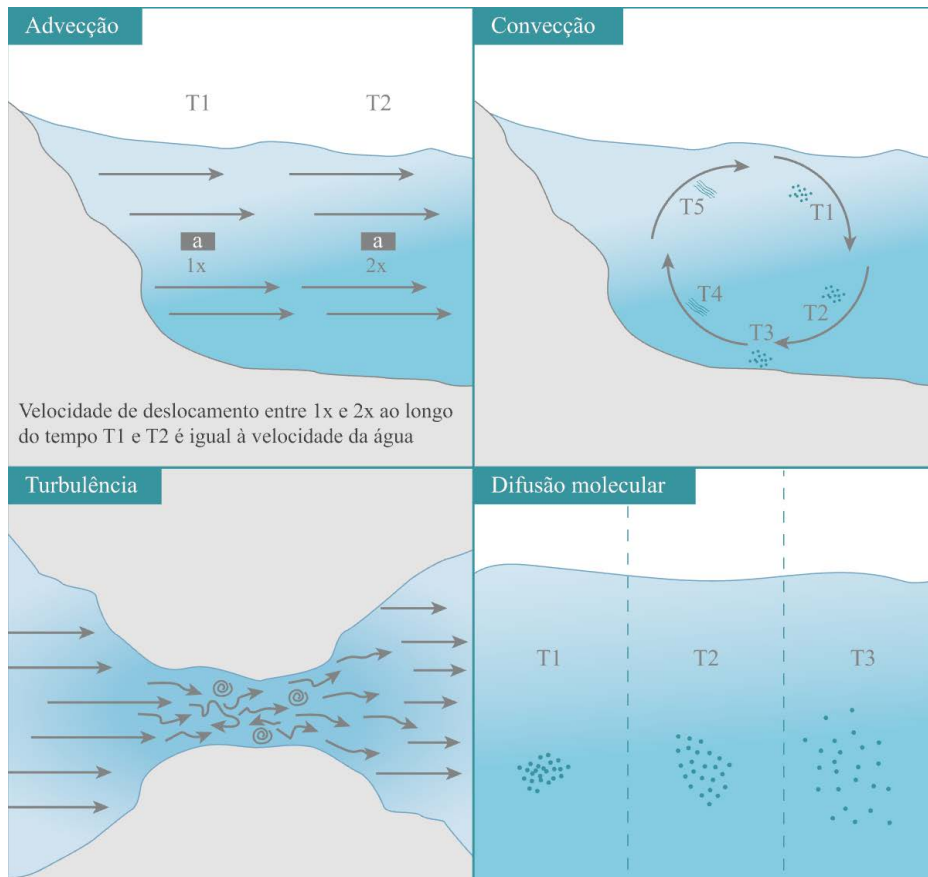 Advecção
T1 T2
a a
1x 2x
Velocidade de deslocamento entre 1x e 2x ao longo
do tempo T1 e T2 é igual à velocidade da água
Convecção
T1
T5
T4
T2
T3
Turbulência
Difusão molecular
T1 T2 T3